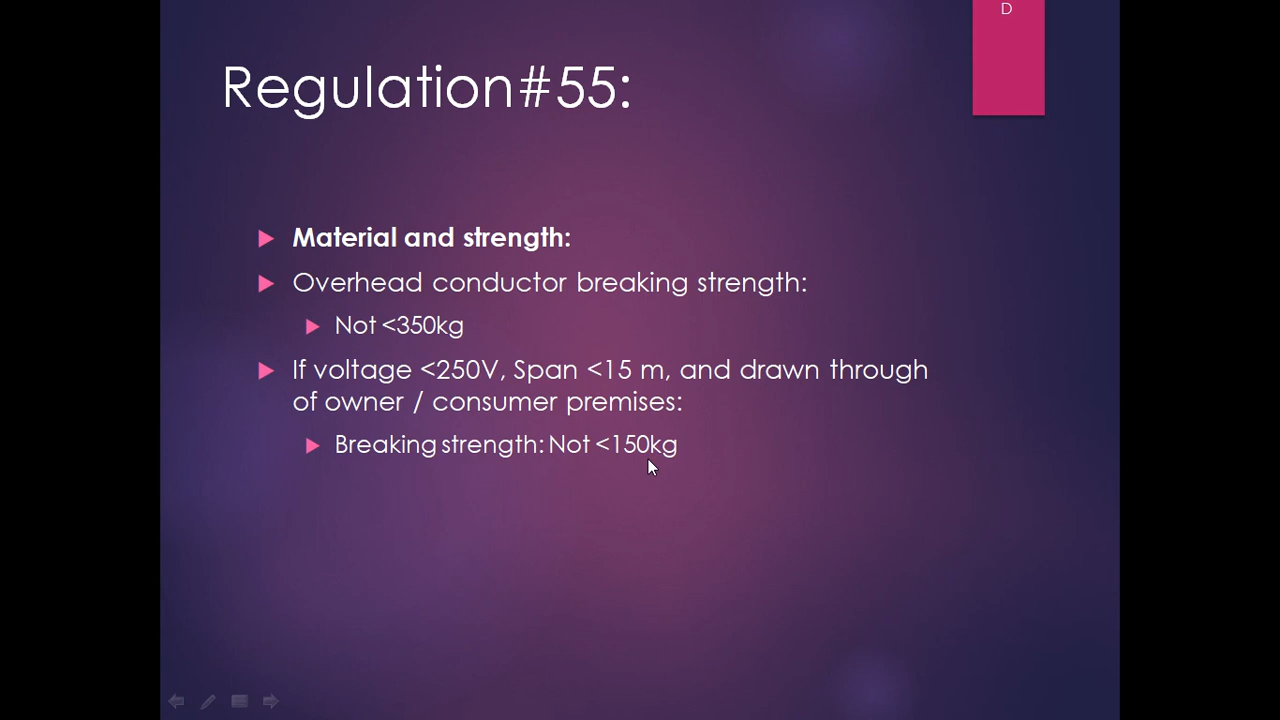 D
Regulation#55:
Material and strength:
Overhead conductor breaking strength:
Not <350kg
If voltage <250V, Span <15 m, and drawn through
of owner / consumer premises:
Breaking strength: Not <150kg